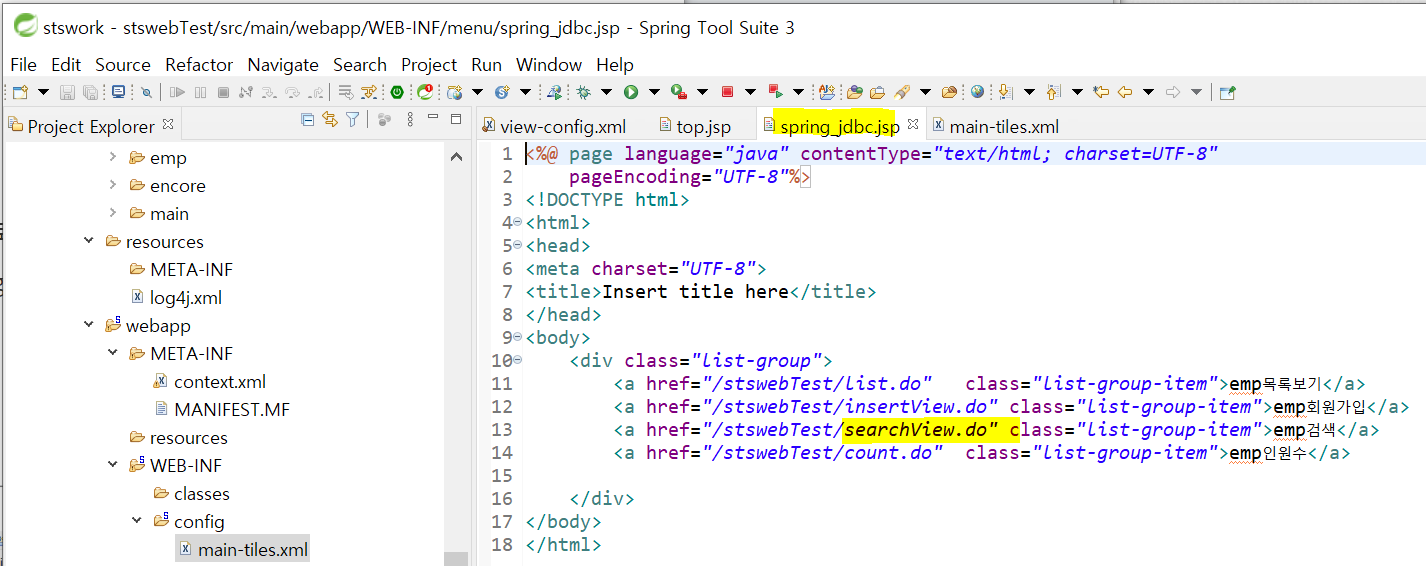 stswork - stswebTest/src/main/webapp/WEB-INF/menu/spring_jdbc.jsp - Spring Tool Suite 3
File Edit Source Refactor Navigate Search Project Run Window Help
Project Explorer
emp
encore
main
resources
META-INF
log4j.xml
webapp
META-INF
context.xml
MANIFEST.MF
resources
WEB-INF
classes
config
main-tiles.xml
view-config.xml top.jsp spring_jdbc.jsp main-tiles.xml
1 <%@ page language="java" contentType="text/html; charset=UTF-8"
2 pageEncoding="UTF-8"%>
3 <!DOCTYPE html>
4 <html>
5 <head>
6 <meta charset="UTF-8">
7 <title>Insert title here</title>
8 </head>
9 <body>
10 <div class="list-group">
11 <a href="/stswebTest/list.do" class="list-group-item">emp목록보기</a>
12 <a href="/stswebTest/insertView.do" class="list-group-item">emp회원가입</a>
13 <a href="/stswebTest/searchView.do" class="list-group-item">emp검색</a>
14 <a href="/stswebTest/count.do" class="list-group-item">emp인원수</a>
15
16 </div>
17 </body>
18 </html>